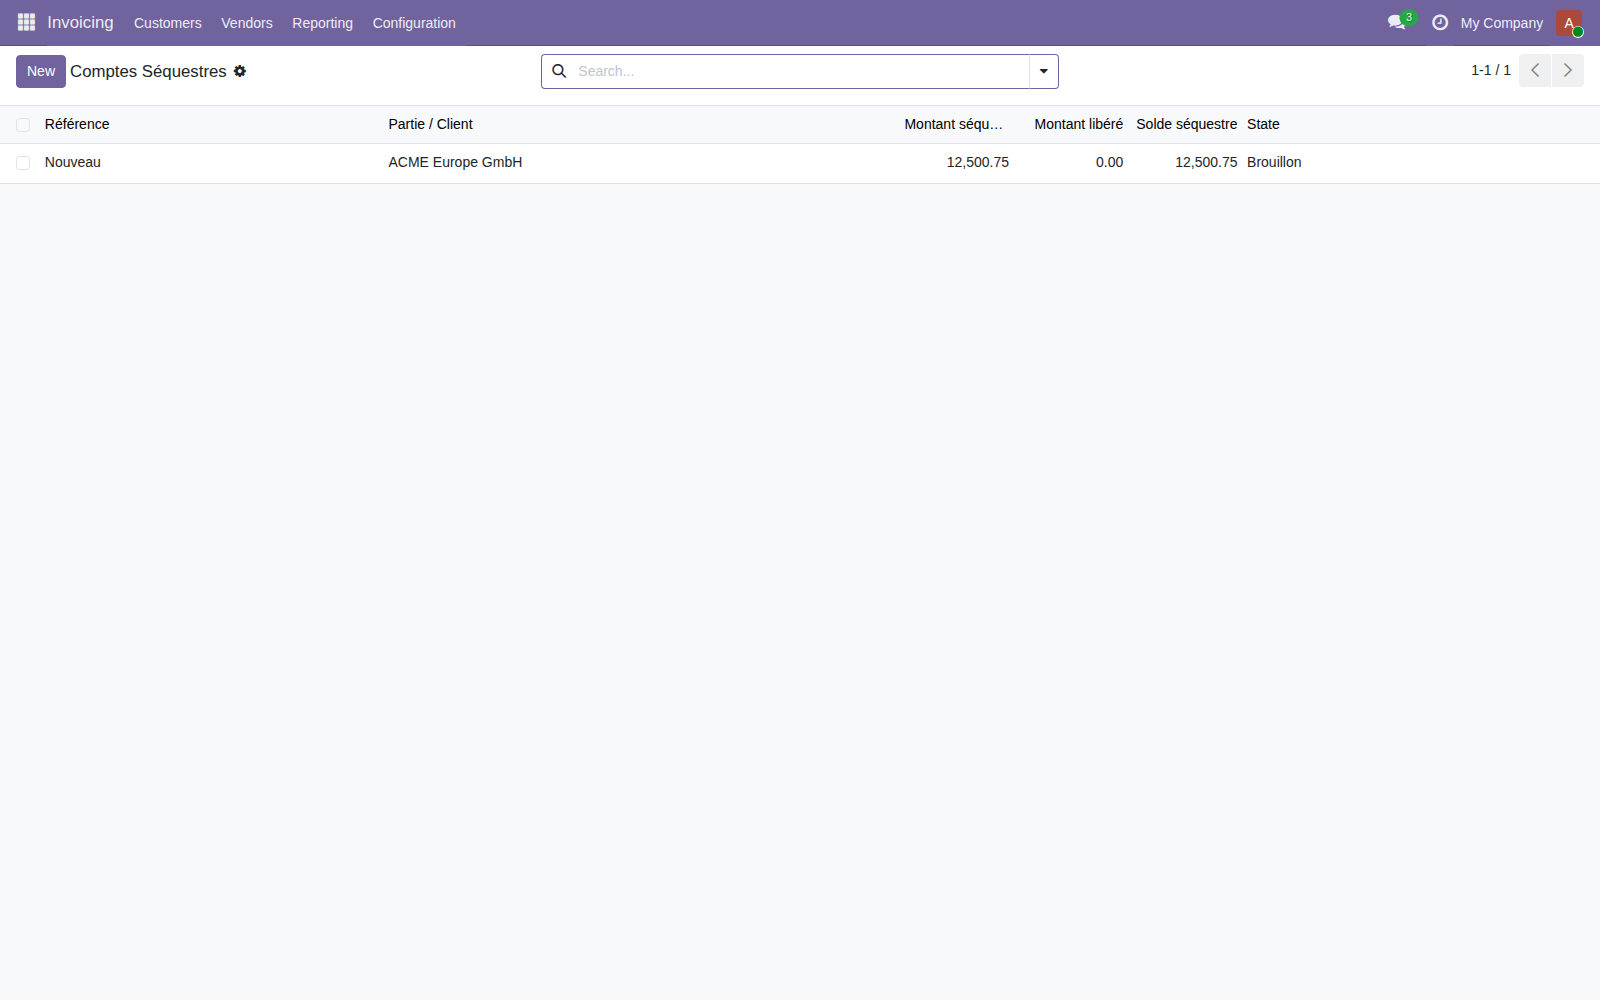 Invoicing Customers Vendors Reporting Configuration 3 My Company A
New Comptes Séquestres Search... 1-1 / 1
Référence Partie / Client Montant séqu… Montant libéré Solde séquestre State
Nouveau ACME Europe GmbH 12,500.75 0.00 12,500.75 Brouillon